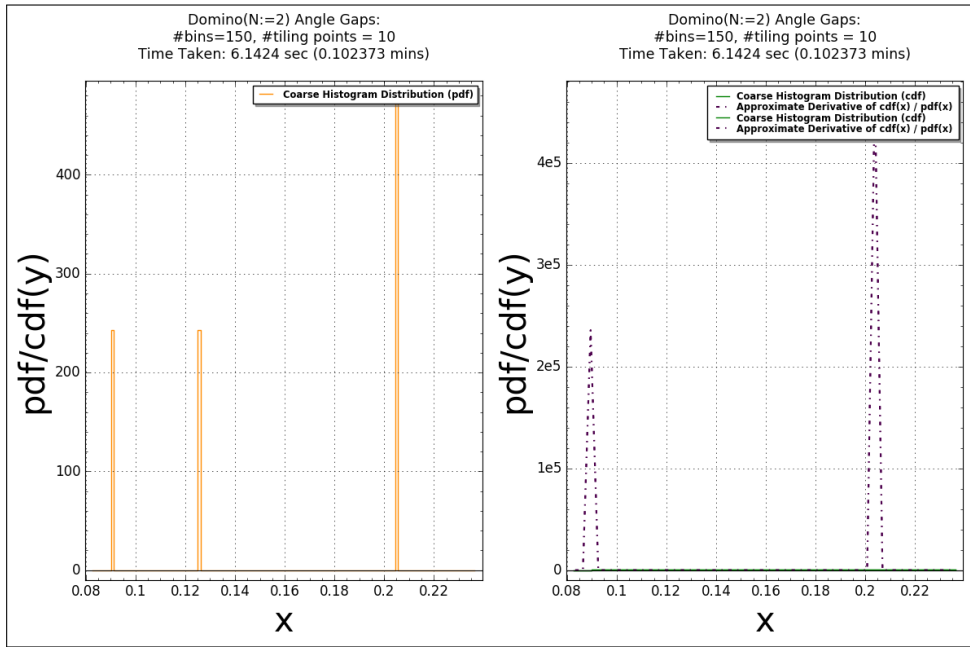 Domino(N:=2) Angle Gaps:
#bins=150, #tiling points = 10
Time Taken: 6.1424 sec (0.102373 mins)
Coarse Histogram Distribution (pdf)
pdf/cdf(y)
400
300
200
100
0
0.08 0.1 0.12 0.14 0.16 0.18 0.2 0.22
x
Domino(N:=2) Angle Gaps:
#bins=150, #tiling points = 10
Time Taken: 6.1424 sec (0.102373 mins)
Coarse Histogram Distribution (cdf)
Approximate Derivative of cdf(x) / pdf(x)
Coarse Histogram Distribution (cdf)
Approximate Derivative of cdf(x) / pdf(x)
pdf/cdf(y)
4e5
3e5
2e5
1e5
0
0.08 0.1 0.12 0.14 0.16 0.18 0.2 0.22
x